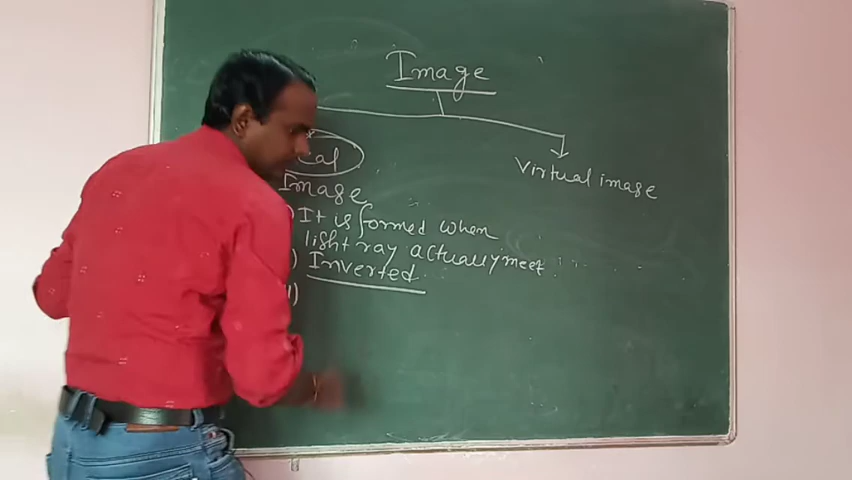 Image
Virtual image
Image
It is formed when
light ray actually meet
Inverted